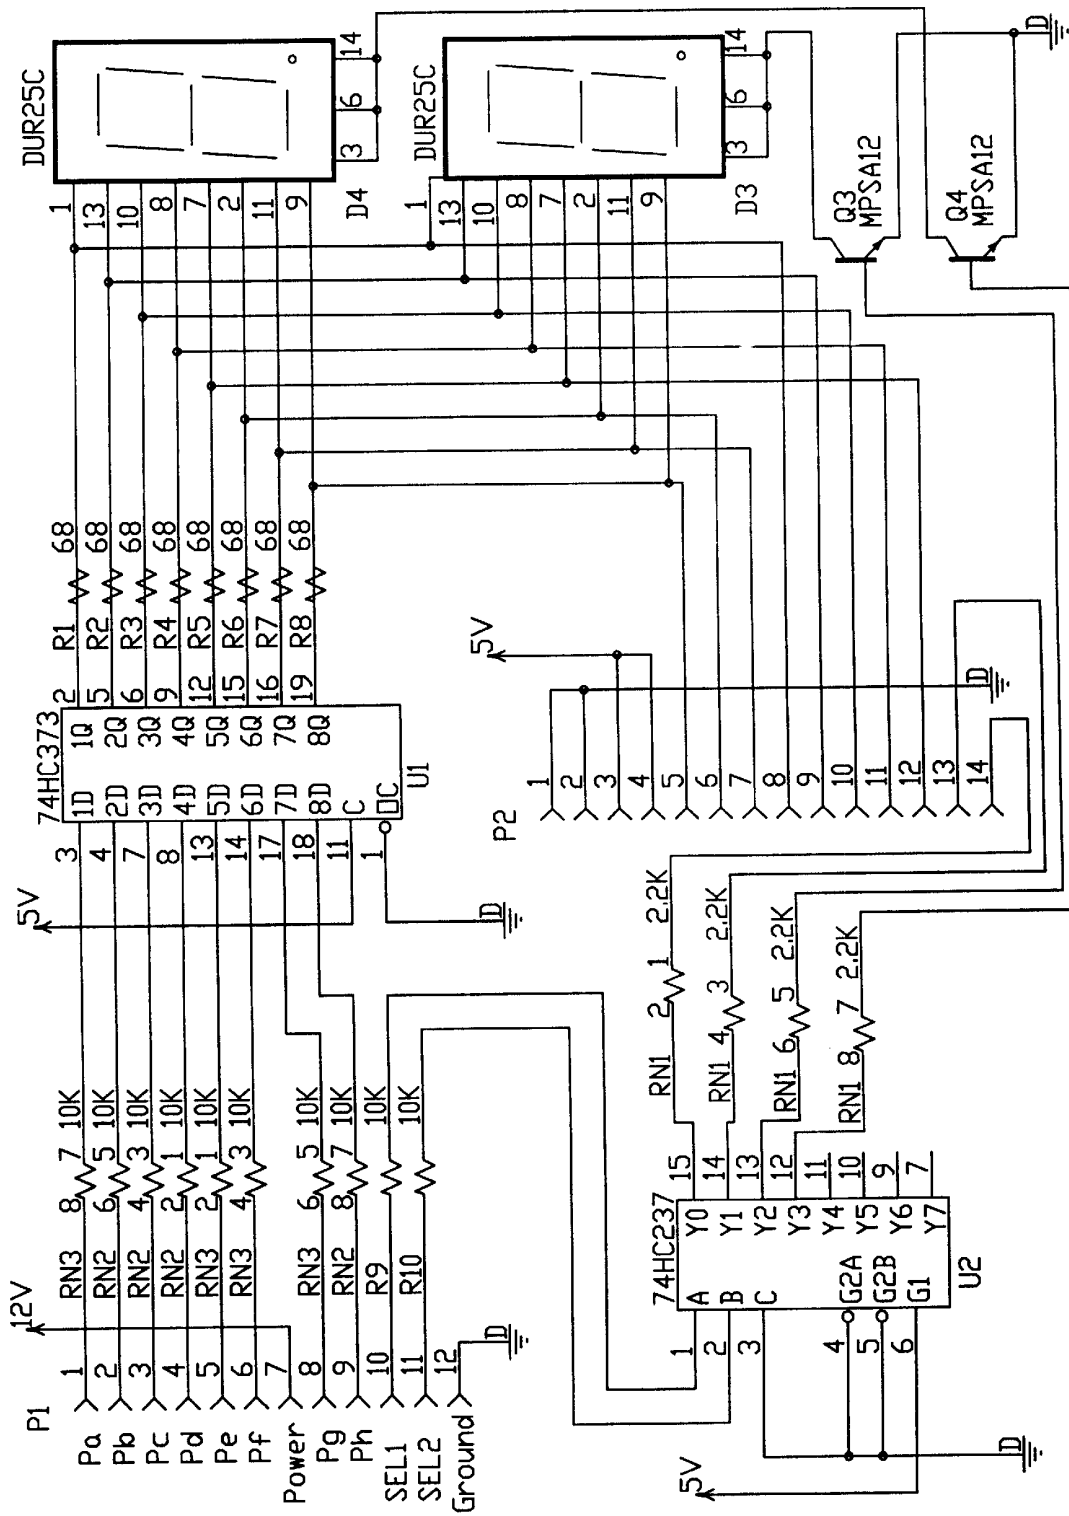 P1
Pa 1 RN3 8 7 10K
Pb 2 RN2 6 5 10K
Pc 3 RN2 4 3 10K
Pd 4 RN2 2 1 10K
Pe 5 RN3 2 1 10K
Pf 6 RN3 4 3 10K
Power 7 12V
Pg 8 RN3 6 5 10K
Ph 9 RN2 8 7 10K
SEL1 10 R9 10K
SEL2 11 R10 10K
Ground 12 D
5V
74HC373
3 1D 1Q 2 R1 68
4 2D 2Q 5 R2 68
7 3D 3Q 6 R3 68
8 4D 4Q 9 R4 68
13 5D 5Q 12 R5 68
14 6D 6Q 15 R6 68
17 7D 7Q 16 R7 68
18 8D 8Q 19 R8 68
11 C
1 OC
U1
D
DUR25C
1
13
10
8
7
2
11
9
3 6 14
D4
DUR25C
1
13
10
8
7
2
11
9
3 6 14
D3
5V
P2
1
2
3
4
5
6
7
8
9
10
11
12
13
14
D
Q3
MPSA12
Q4
MPSA12
D
74HC237
1 A Y0 15 RN1 2 1 2.2K
2 B Y1 14 RN1 4 3 2.2K
3 C Y2 13 RN1 6 5 2.2K
Y3 12 RN1 8 7 2.2K
Y4 11
4 G2A Y5 10
5 G2B Y6 9
6 G1 Y7 7
U2
5V
D